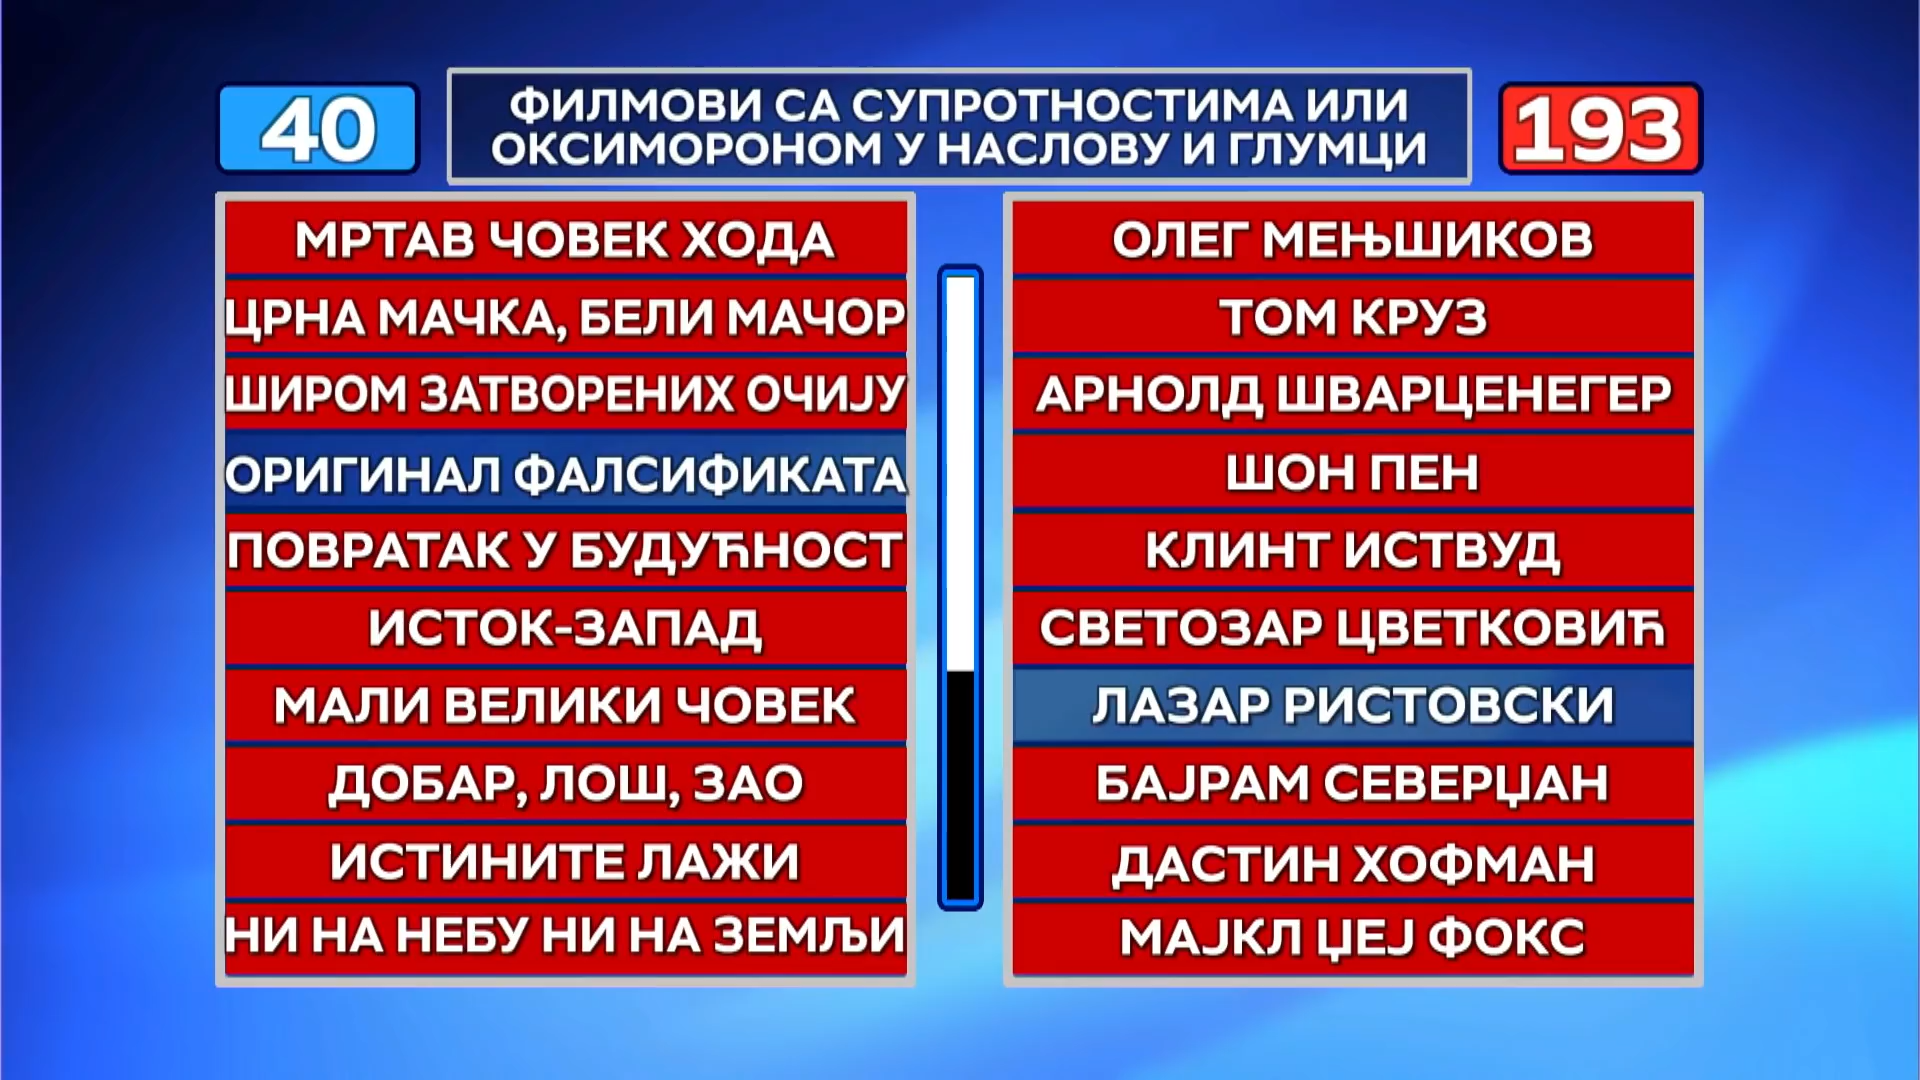 40
ФИЛМОВИ СА СУПРОТНОСТИМА ИЛИ
ОКСИМОРОНОМ У НАСЛОВУ И ГЛУМЦИ
193
МРТАВ ЧОВЕК ХОДА
ЦРНА МАЧКА, БЕЛИ МАЧОР
ШИРОМ ЗАТВОРЕНИХ ОЧИЈУ
ОРИГИНАЛ ФАЛСИФИКАТА
ПОВРАТАК У БУДУЋНОСТ
ИСТОК-ЗАПАД
МАЛИ ВЕЛИКИ ЧОВЕК
ДОБАР, ЛОШ, ЗАО
ИСТИНИТЕ ЛАЖИ
НИ НА НЕБУ НИ НА ЗЕМЉИ
ОЛЕГ МЕЊШИКОВ
ТОМ КРУЗ
АРНОЛД ШВАРЦЕНЕГЕР
ШОН ПЕН
КЛИНТ ИСТВУД
СВЕТОЗАР ЦВЕТКОВИЋ
ЛАЗАР РИСТОВСКИ
БАЈРАМ СЕВЕРЏАН
ДАСТИН ХОФМАН
МАЈКЛ ЏЕЈ ФОКС